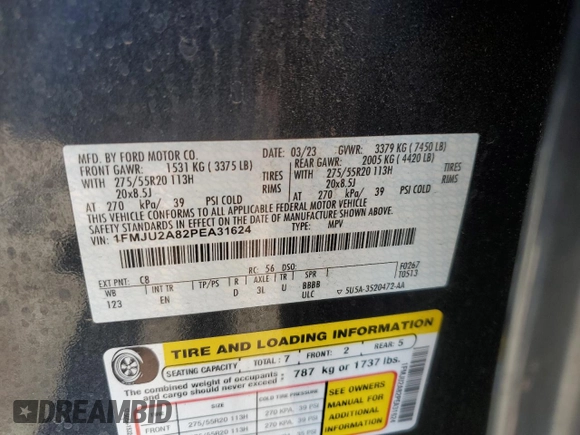 MFD. BY FORD MOTOR CO.
DATE: 03/23 GVWR: 3379 KG ( 7450 LB)
FRONT GAWR: 1531 KG ( 3375 LB)
REAR GAWR: 2005 KG ( 4420 LB)
WITH 275/55R20 113H TIRES
WITH 275/55R20 113H TIRES
20x8.5J RIMS
20x8.5J RIMS
AT 270 kPa/ 39 PSI COLD
AT 270 kPa/ 39 PSI COLD
THIS VEHICLE CONFORMS TO ALL APPLICABLE FEDERAL MOTOR VEHICLE
SAFETY STANDARDS IN EFFECT ON THE DATE OF MANUFACTURE SHOWN ABOVE.
VIN: 1FMJU2A82PEA31624
TYPE: MPV
EXT PNT: C8 RC: 56 DSO: F0267
WB INT TR TP/PS R AXLE TR SPR T0513
123 EN D 3L U BBBB
ULC ▽ 5U5A-3520472-AA
TIRE AND LOADING INFORMATION
SEATING CAPACITY TOTAL: 7 FRONT: 2 REAR: 5
The combined weight of occupants
and cargo should never exceed: 787 kg or 1737 lbs.
SIZE COLD TIRE PRESSURE
FRONT 275/55R20 113H 270 KPA, 39 PSI
SEE OWNERS
MANUAL FOR
ADDITIONAL
INFORMATION
DREAMBID